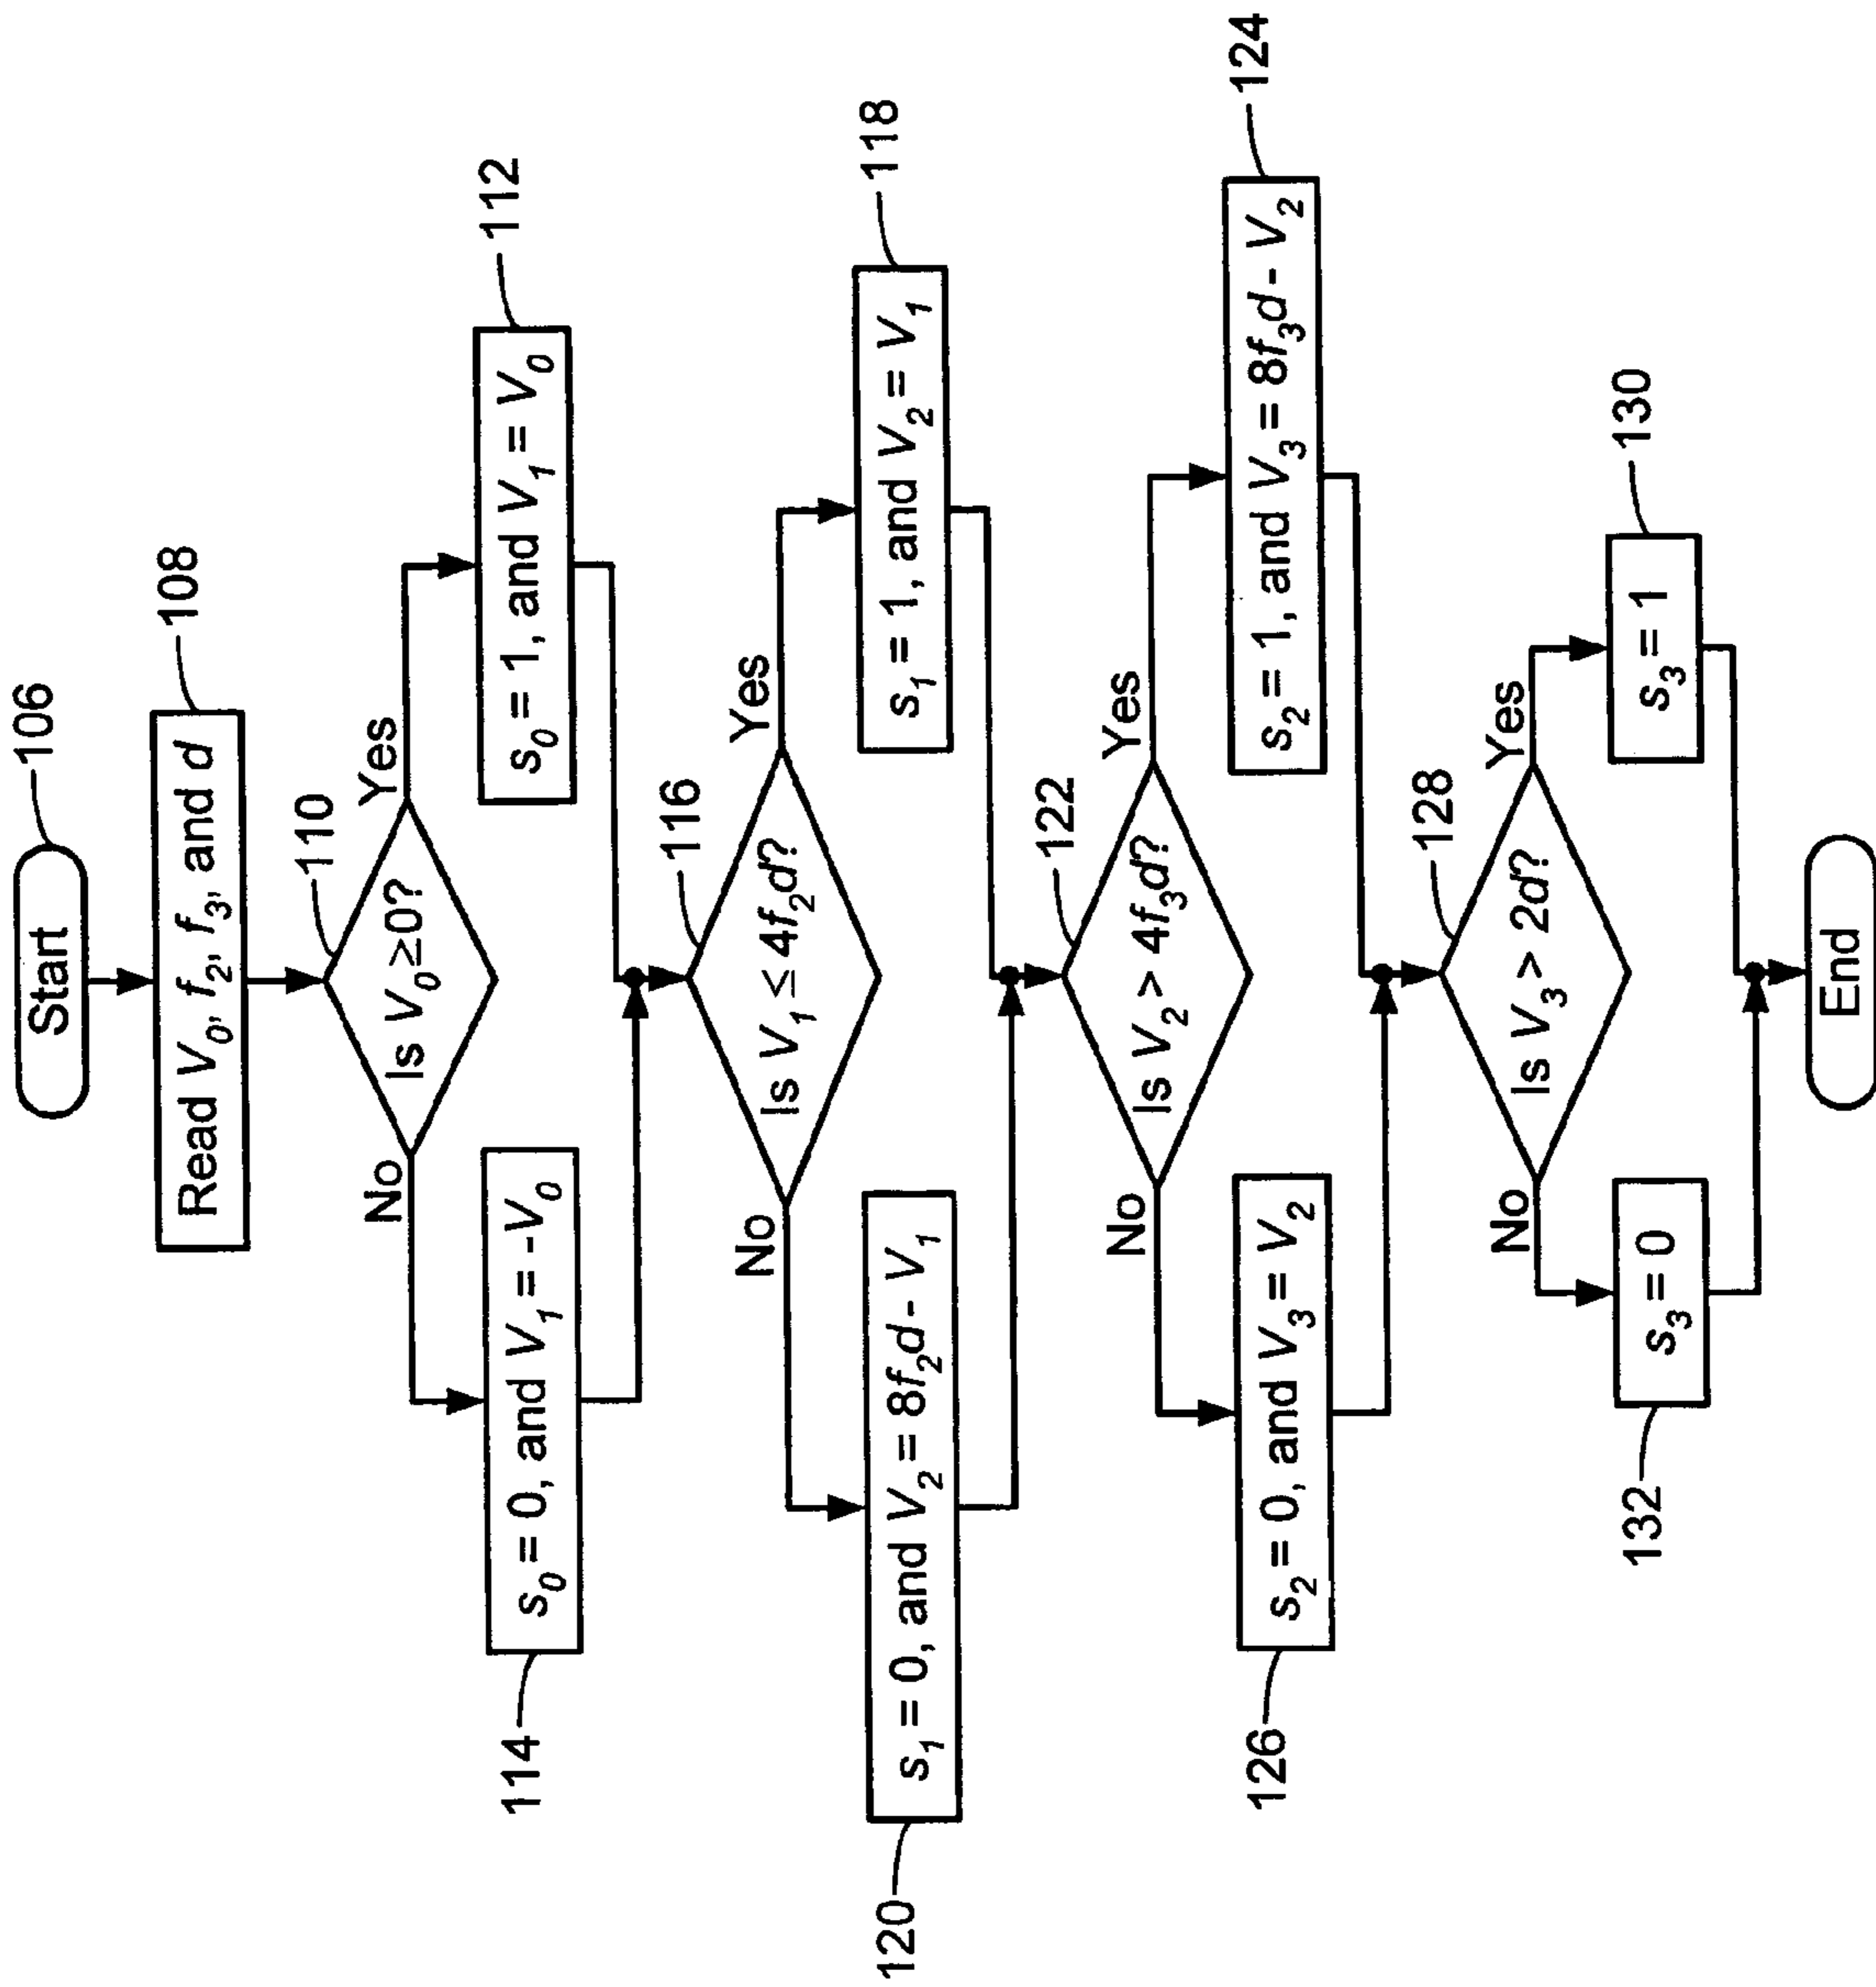 Start
106
Read V₀, f₂, f₃, and d
108
Is V₀ ≥0?
110
No
Yes
s₀ = 0, and V₁ = -V₀
114
s₀ = 1, and V₁ = V₀
112
Is V₁ ≤ 4f₂d?
116
No
Yes
s₁ = 0, and V₂ = 8f₂d - V₁
120
s₁ = 1, and V₂ = V₁
118
Is V₂ > 4f₃d?
122
No
Yes
s₂ = 0, and V₃ = V₂
126
s₂ = 1, and V₃ = 8f₃d - V₂
124
Is V₃ > 2d?
128
No
Yes
s₃ = 0
132
s₃ = 1
130
End